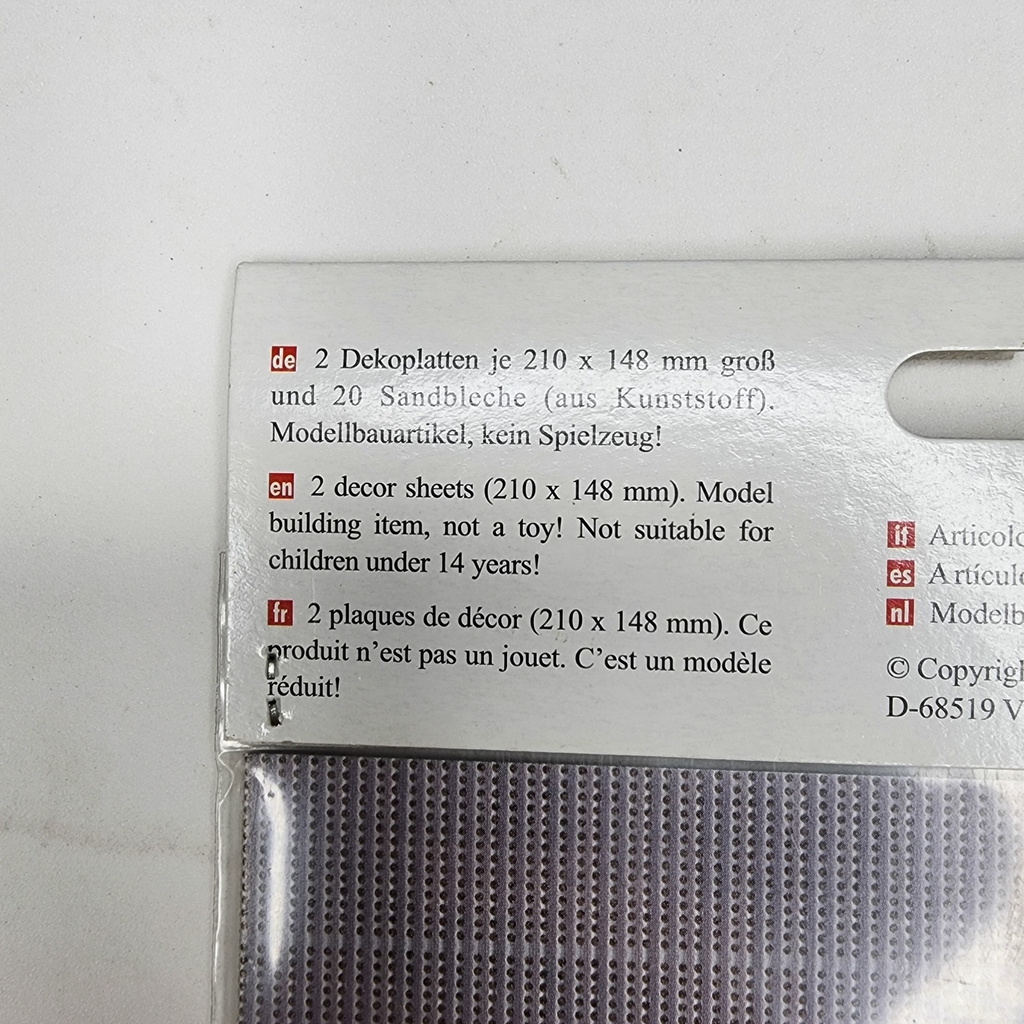 de 2 Dekoplatten je 210 x 148 mm groß
und 20 Sandbleche (aus Kunststoff).
Modellbauartikel, kein Spielzeug!
en 2 decor sheets (210 x 148 mm). Model
building item, not a toy! Not suitable for
children under 14 years!
fr 2 plaques de décor (210 x 148 mm). Ce
produit n'est pas un jouet. C'est un modèle
réduit!
it
es
nl
©
D-68519